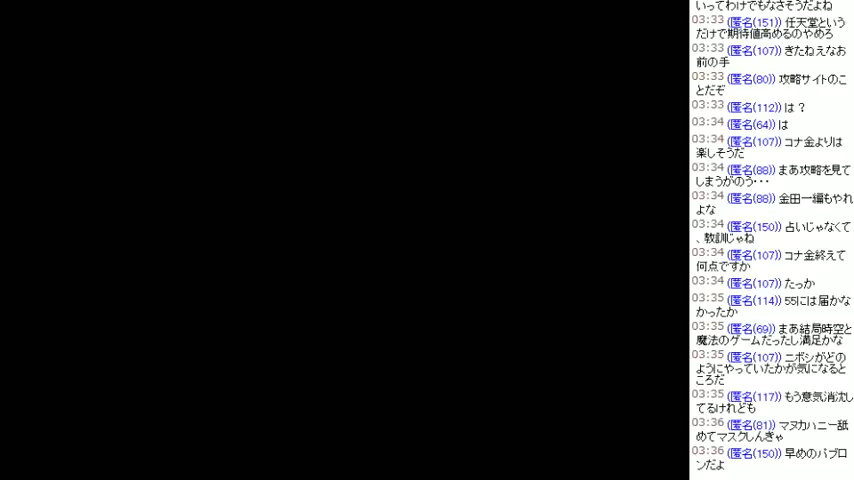 いってわけでもなさそうだよね
03:33 (匿名(151)) 任天堂という
だけで期待値高めるのやめろ
03:33 (匿名(107)) きたねえなお
前の手
03:33 (匿名(80)) 攻略サイトのこ
とだぞ
03:33 (匿名(112)) は？
03:34 (匿名(64)) は
03:34 (匿名(107)) コナ金よりは
楽しそうだ
03:34 (匿名(88)) まあ攻略を見て
しまうがのう・・・
03:34 (匿名(88)) 金田一編もやれ
よな
03:34 (匿名(150)) 占いじゃなくて
、教訓じゃね
03:34 (匿名(107)) コナ金終えて
何点ですか
03:34 (匿名(107)) たっか
03:35 (匿名(114)) 55には届かな
かったか
03:35 (匿名(69)) まあ結局時空と
魔法のゲームだったし満足かな
03:35 (匿名(107)) ニボシがどの
ようにやっていたかが気になると
ころだ
03:35 (匿名(117)) もう意気消沈し
てるけれども
03:36 (匿名(81)) マヌカハニー舐
めてマスクしんきゃ
03:36 (匿名(150)) 早めのパブロ
ンだよ